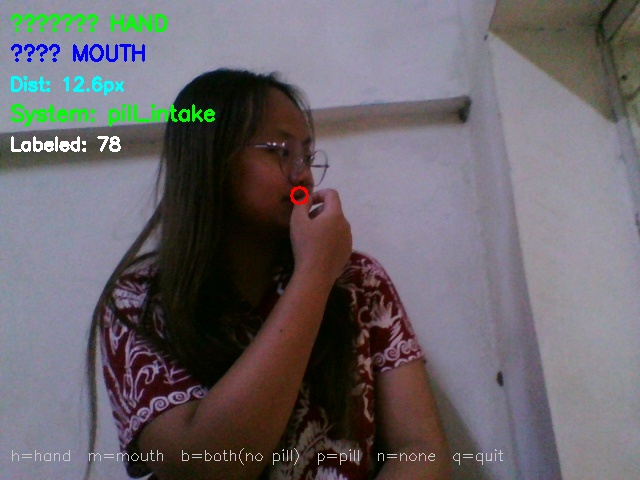 ??????? HAND
???? MOUTH
Dist: 12.6px
System: pill_intake
Labeled: 78
h=hand m=mouth b=both(no pill) p=pill n=none q=quit